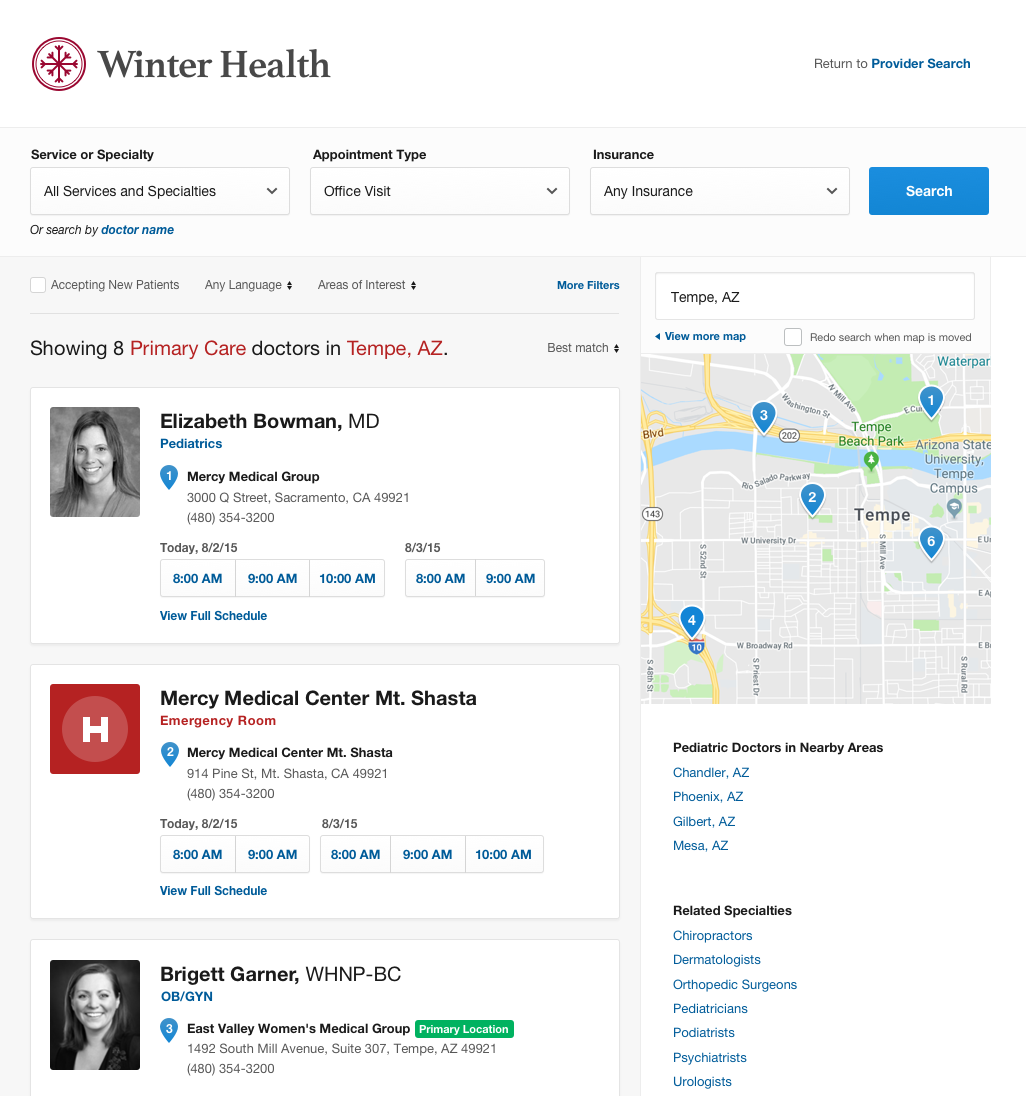 Winter Health
Return to Provider Search
Service or Specialty
Appointment Type
Insurance
All Services and Specialties
Office Visit
Any Insurance
Search
Or search by doctor name
Accepting New Patients
Any Language
Areas of Interest
More Filters
Showing 8 Primary Care doctors in Tempe, AZ.
Best match
Elizabeth Bowman, MD
Pediatrics
1
Mercy Medical Group
3000 Q Street, Sacramento, CA 49921
(480) 354-3200
Today, 8/2/15
8/3/15
8:00 AM
9:00 AM
10:00 AM
8:00 AM
9:00 AM
View Full Schedule
H
Mercy Medical Center Mt. Shasta
Emergency Room
2
Mercy Medical Center Mt. Shasta
914 Pine St, Mt. Shasta, CA 49921
(480) 354-3200
Today, 8/2/15
8/3/15
8:00 AM
9:00 AM
8:00 AM
9:00 AM
10:00 AM
View Full Schedule
Brigett Garner, WHNP-BC
OB/GYN
3
East Valley Women's Medical Group
Primary Location
1492 South Mill Avenue, Suite 307, Tempe, AZ 49921
(480) 354-3200
Tempe, AZ
View more map
Redo search when map is moved
Waterpar
N Mill Ave
Washington St
1
E Cu
3
Blvd
202
Tempe
Beach Park
Arizona State
University,
Tempe
Campus
Rio Salado Parkway
2
143
Tempe
W University Dr
S 52nd St
S Mill Ave
6
E Un
E Ap
4
10
W Broadway Rd
E Bro
S 48th St
S Priest Dr
S Rural Rd
Pediatric Doctors in Nearby Areas
Chandler, AZ
Phoenix, AZ
Gilbert, AZ
Mesa, AZ
Related Specialties
Chiropractors
Dermatologists
Orthopedic Surgeons
Pediatricians
Podiatrists
Psychiatrists
Urologists